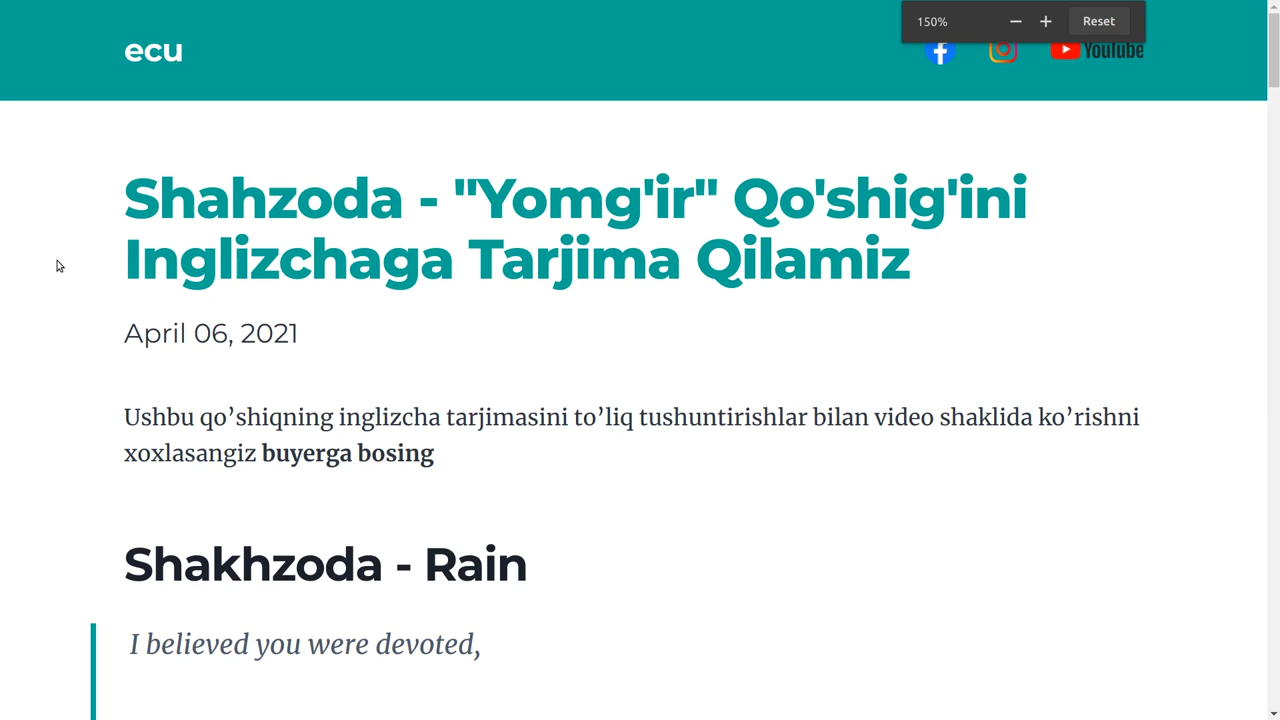 150%
Reset
ecu
YouTube
Shahzoda - "Yomg'ir" Qo'shig'ini
Inglizchaga Tarjima Qilamiz
April 06, 2021
Ushbu qo’shiqning inglizcha tarjimasini to’liq tushuntirishlar bilan video shaklida ko’rishni
xoxlasangiz buyerga bosing
Shakhzoda - Rain
I believed you were devoted,